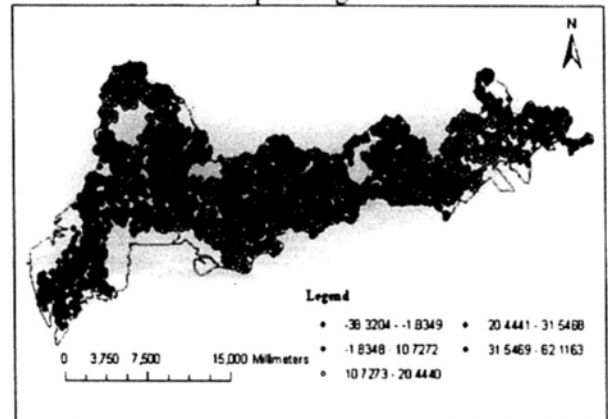 N
Legend
-38.3204 - -1.8349
-1.8348 - 10.7272
10.7273 - 20.4440
20.4441 - 31.5468
31.5469 - 62.1163
0 3,750 7,500 15,000 Millimeters